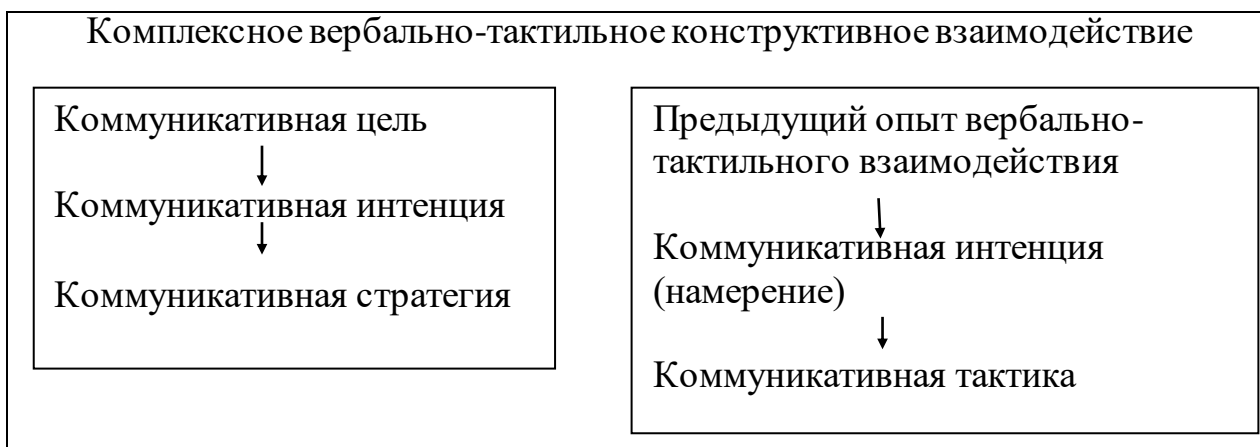 Комплексное вербально-тактильное конструктивное взаимодействие
Коммуникативная цель
Коммуникативная интенция
Коммуникативная стратегия
Предыдущий опыт вербально-
тактильного взаимодействия
Коммуникативная интенция
(намерение)
Коммуникативная тактика